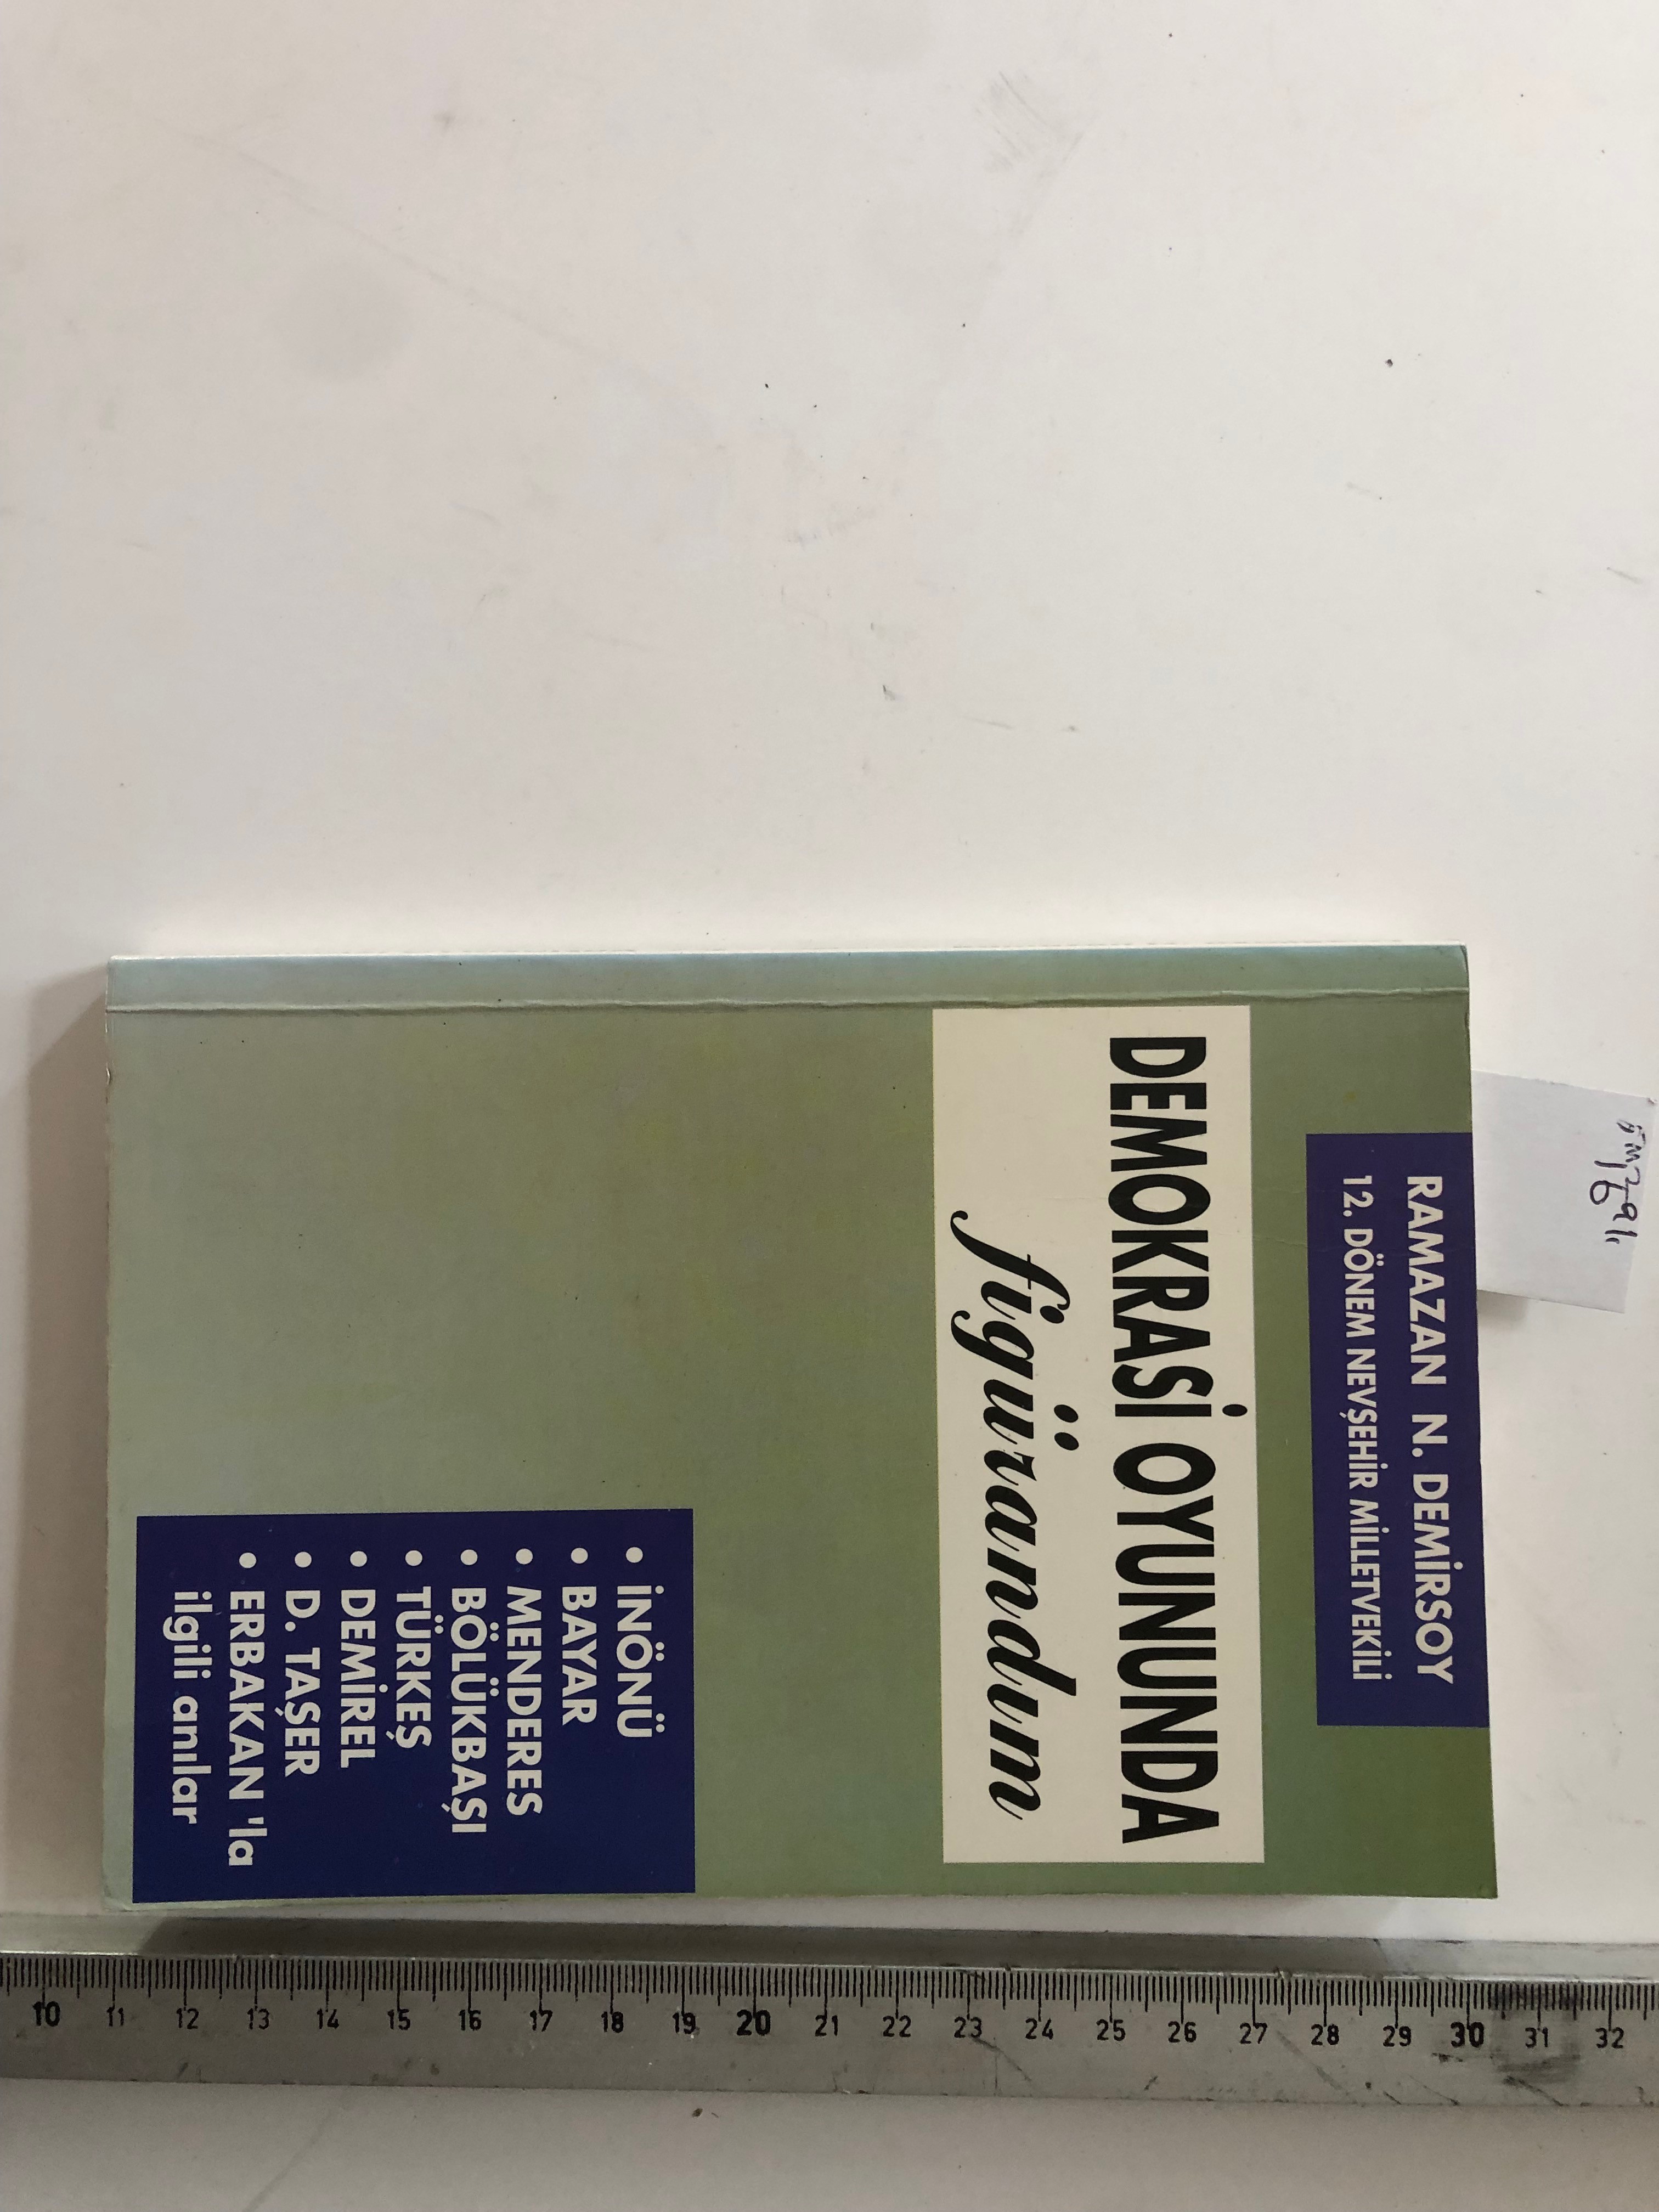 RAMAZAN N. DEMİRSOY
12. DÖNEM NEVŞEHİR MİLLETVEKİLİ
DEMOKRASİ OYUNUNDA
figürandım
• İNÖNÜ
• BAYAR
• MENDERES
• BÖLÜKBAŞI
• TÜRKEŞ
• DEMİREL
• D. TAŞER
• ERBAKAN 'la
ilgili anılar
10 11 12 13 14 15 16 17 18 19 20 21 22 23 24 25 26 27 28 29 30 31 32